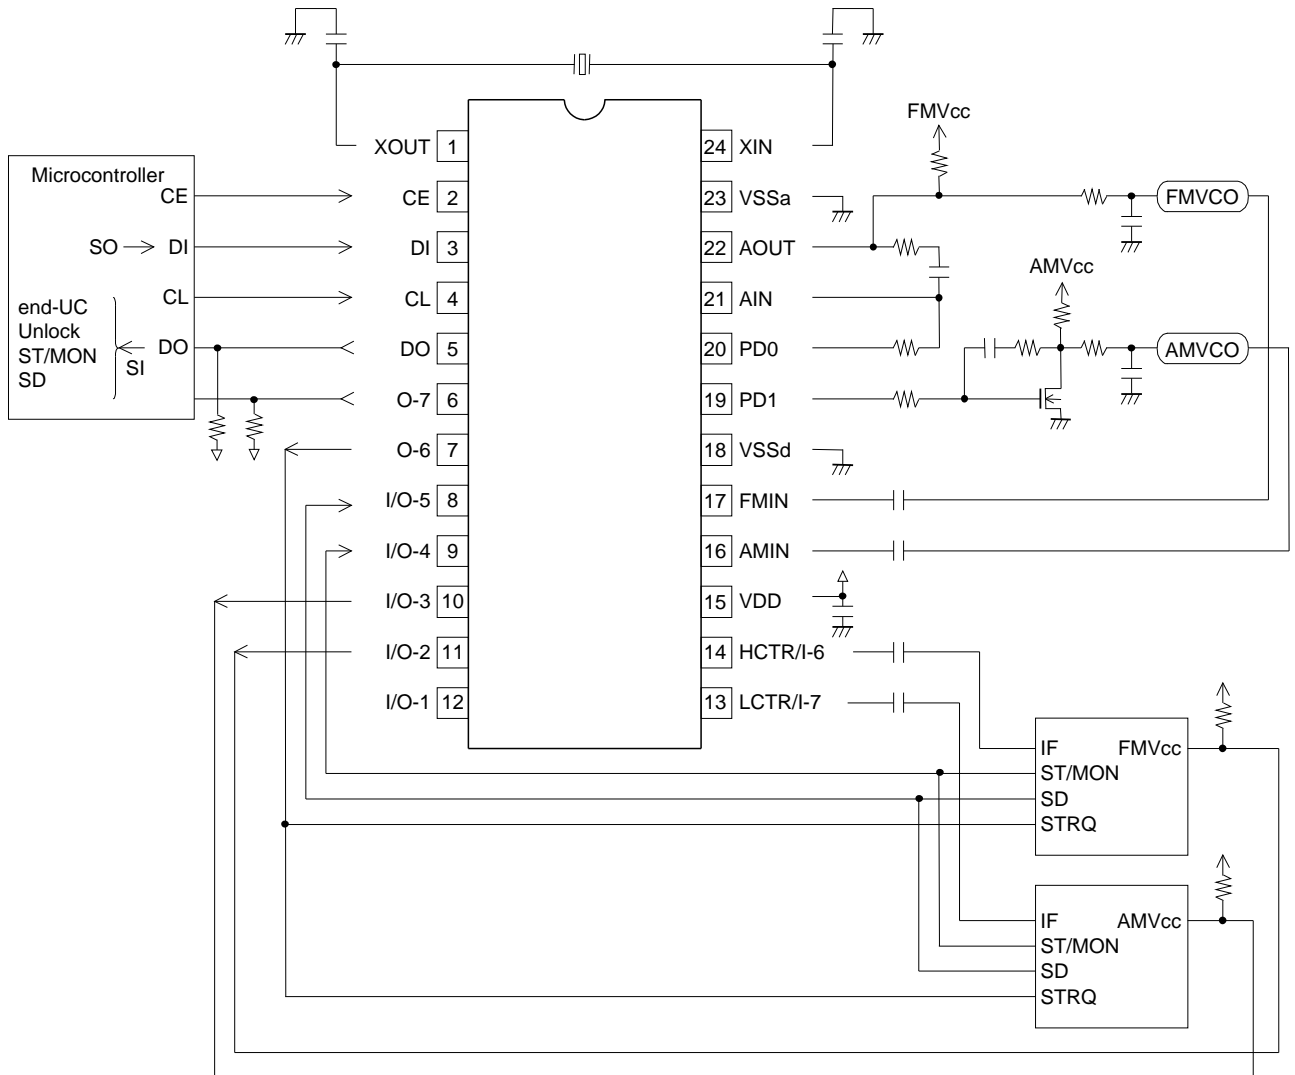 FMVcc
XOUT 1
24 XIN
Microcontroller
CE
CE 2
23 VSSa
FMVCO
SO DI
DI 3
22 AOUT
AMVcc
CL
CL 4
21 AIN
end-UC
Unlock
ST/MON
SD
SI
DO
DO 5
20 PD0
AMVCO
O-7 6
19 PD1
O-6 7
18 VSSd
I/O-5 8
17 FMIN
I/O-4 9
16 AMIN
I/O-3 10
15 VDD
I/O-2 11
14 HCTR/I-6
I/O-1 12
13 LCTR/I-7
IF FMVcc
ST/MON
SD
STRQ
IF AMVcc
ST/MON
SD
STRQ